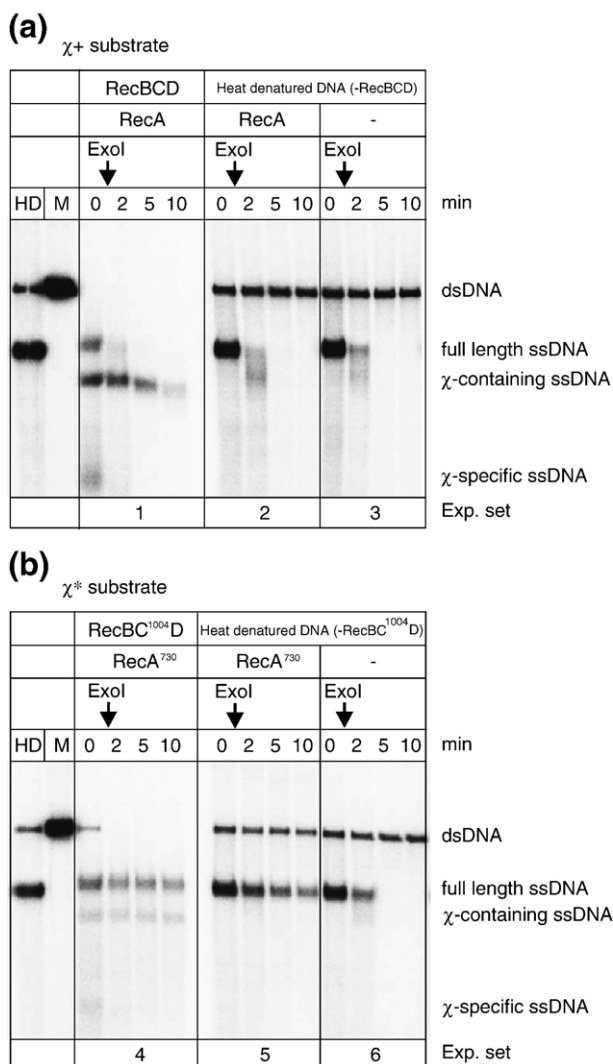 (a)
χ+ substrate
RecBCD
Heat denatured DNA (-RecBCD)
RecA
RecA
-
ExoI
ExoI
ExoI
HD
M
0 2 5 10
0 2 5 10
0 2 5 10
min
dsDNA
full length ssDNA
χ-containing ssDNA
χ-specific ssDNA
1
2
3
Exp. set
(b)
χ* substrate
RecBC¹⁰⁰⁴D
Heat denatured DNA (-RecBC¹⁰⁰⁴D)
RecA⁷³⁰
RecA⁷³⁰
-
ExoI
ExoI
ExoI
HD
M
0 2 5 10
0 2 5 10
0 2 5 10
min
dsDNA
full length ssDNA
χ-containing ssDNA
χ-specific ssDNA
4
5
6
Exp. set